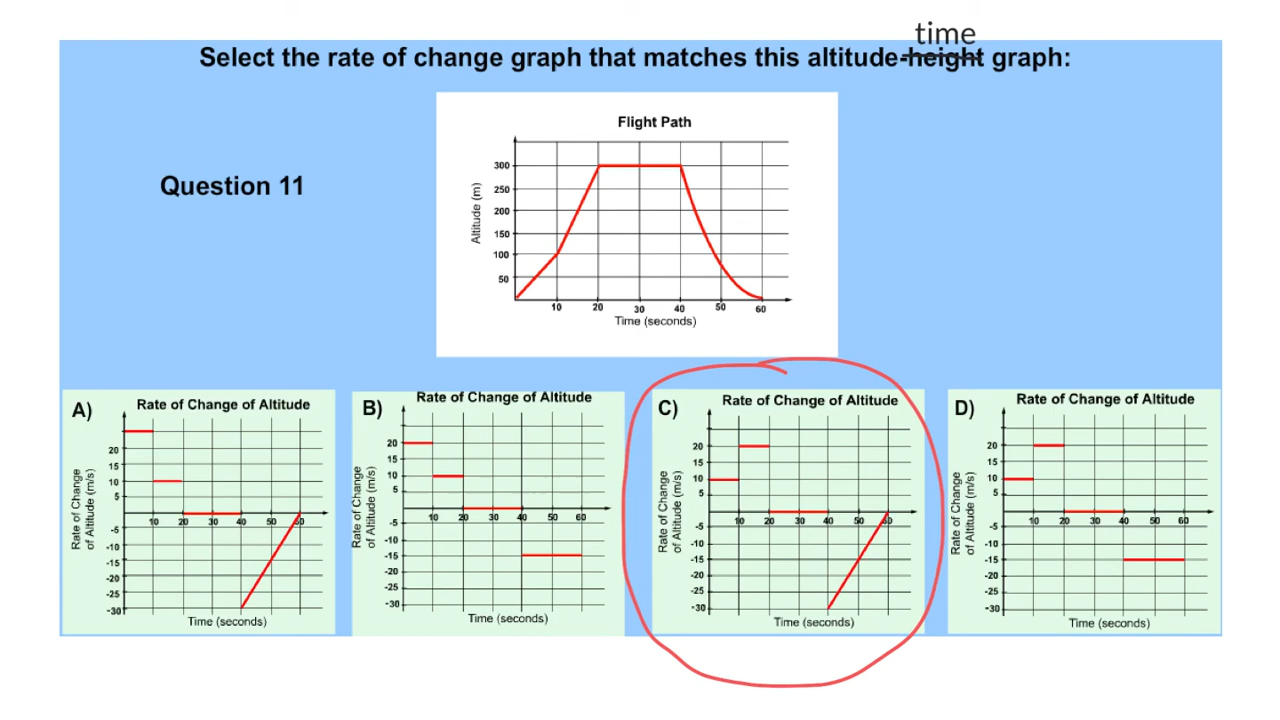 time
Select the rate of change graph that matches this altitude-height graph:
Question 11
Flight Path
Altitude (m)
300
250
200
150
100
50
10 20 30 40 50 60
Time (seconds)
A) Rate of Change of Altitude
Rate of Change
of Altitude (m/s)
20
15
10
5
10 20 30 40 50 60
-5
-10
-15
-20
-25
-30
Time (seconds)
B) Rate of Change of Altitude
Rate of Change
of Altitude (m/s)
20
15
10
5
10 20 30 40 50 60
-5
-10
-15
-20
-25
-30
Time (seconds)
C) Rate of Change of Altitude
Rate of Change
of Altitude (m/s)
20
15
10
5
10 20 30 40 50 60
-5
-10
-15
-20
-25
-30
Time (seconds)
D) Rate of Change of Altitude
Rate of Change
of Altitude (m/s)
20
15
10
5
10 20 30 40 50 60
-5
-10
-15
-20
-25
-30
Time (seconds)